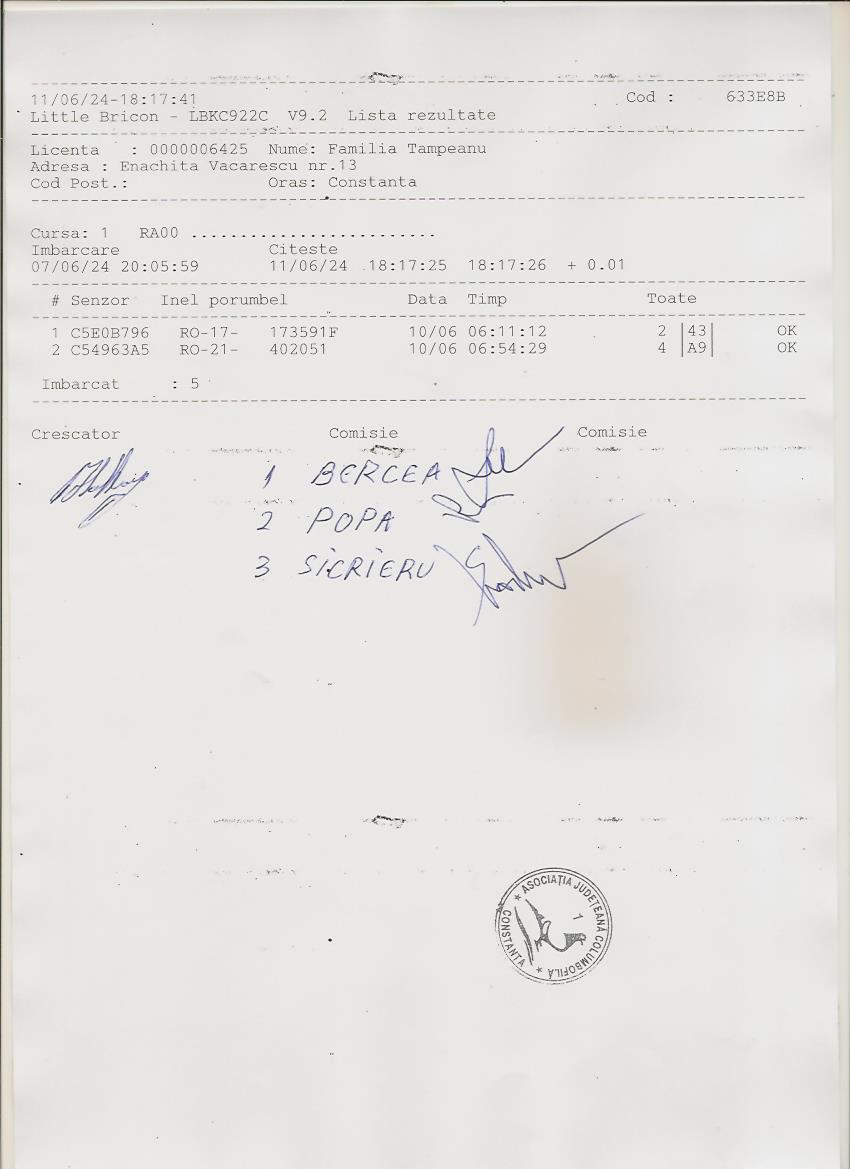 11/06/24-18:17:41 Cod : 633E8B
Little Bricon - LBKC922C V9.2 Lista rezultate
Licenta : 0000006425 Nume: Familia Tampeanu
Adresa : Enachita Vacarescu nr.13
Cod Post.: Oras: Constanta
Cursa: 1 RA00 .........................
Imbarcare Citeste
07/06/24 20:05:59 11/06/24 18:17:25 18:17:26 + 0.01
# Senzor Inel porumbel Data Timp Toate
1 C5E0B796 RO-17- 173591F 10/06 06:11:12 2 |43| OK
2 C54963A5 RO-21- 402051 10/06 06:54:29 4 |A9| OK
Imbarcat : 5
Crescator Comisie Comisie
1 BERCEA
2 POPA
3 SICRIERU
ASOCIAȚIA JUDEȚEANĂ COLUMBOFILĂ
CONSTANȚA
1